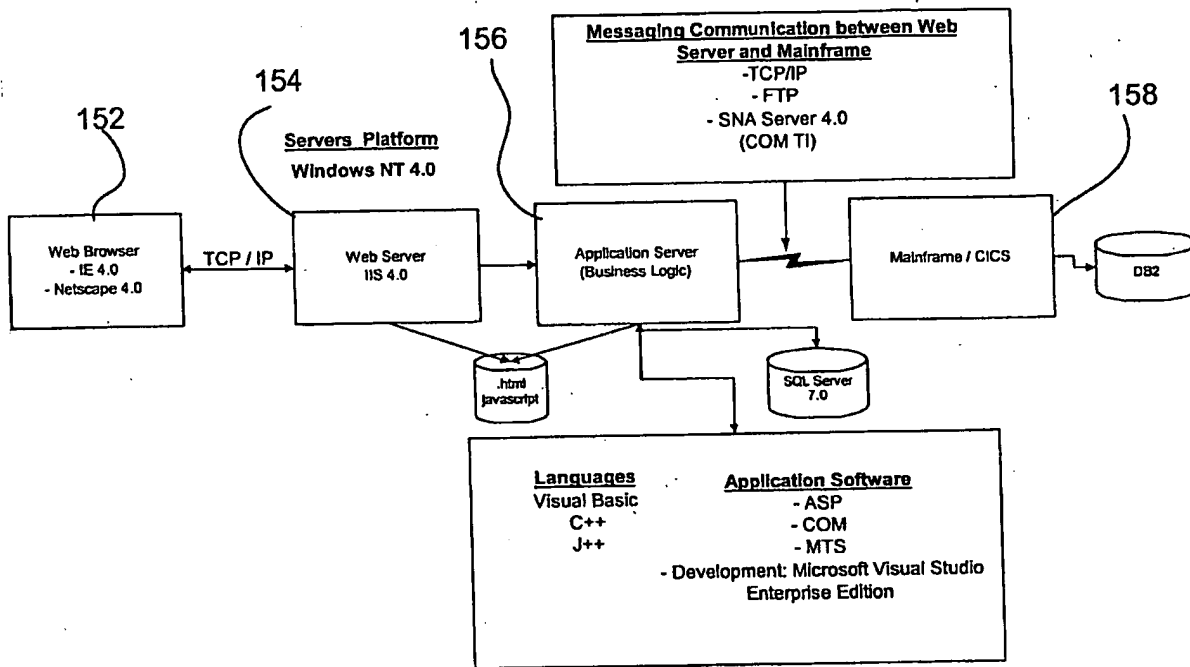 156
Messaging Communication between Web
Server and Mainframe
-TCP/IP
- FTP
- SNA Server 4.0
(COM TI)
154
158
152
Servers Platform
Windows NT 4.0
Web Browser
- IE 4.0
- Netscape 4.0
TCP / IP
Web Server
IIS 4.0
Application Server
(Business Logic)
Mainframe / CICS
DB2
.html
javascript
SQL Server
7.0
Languages
Visual Basic
C++
J++
Application Software
- ASP
- COM
- MTS
- Development: Microsoft Visual Studio
Enterprise Edition